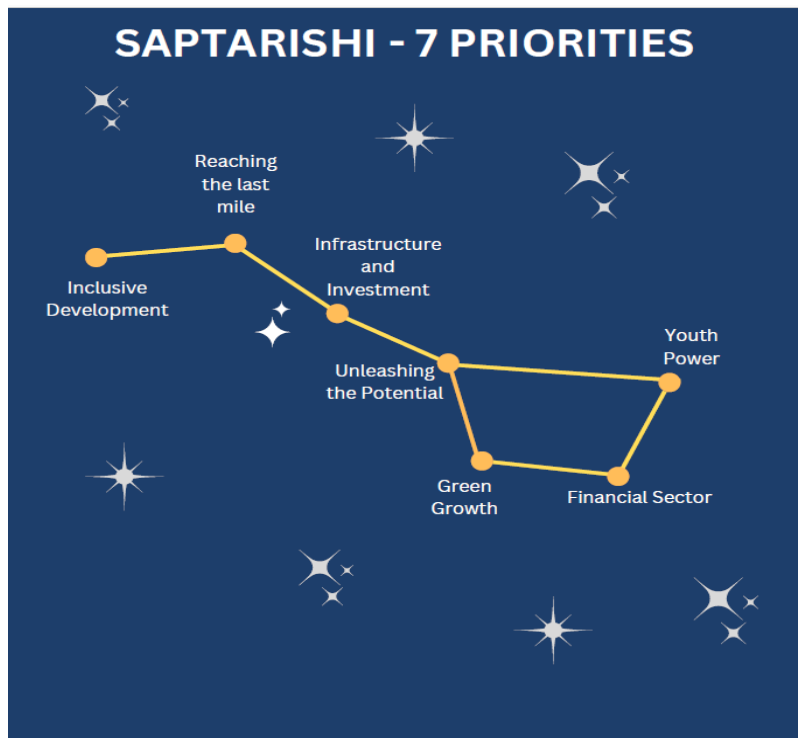 SAPTARISHI - 7 PRIORITIES
Reaching
the last
mile
Inclusive
Development
Infrastructure
and
Investment
Unleashing
the Potential
Youth
Power
Green
Growth
Financial Sector